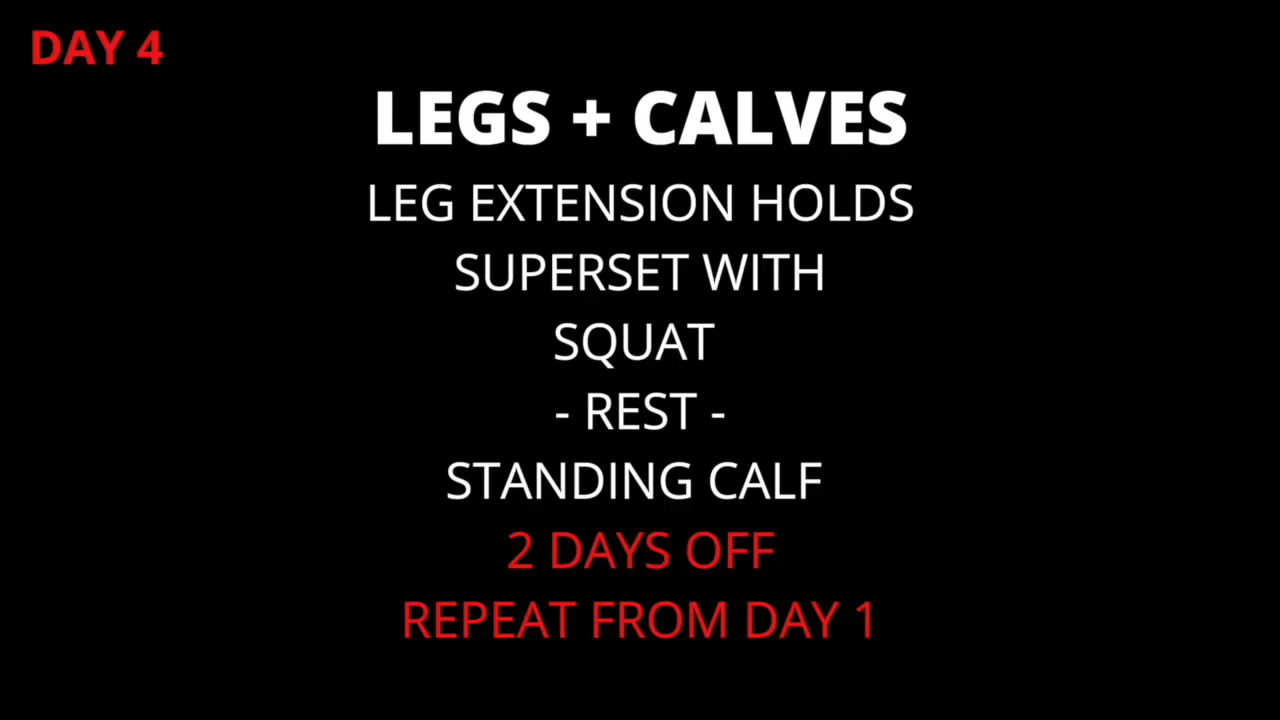 DAY 4
LEGS + CALVES
LEG EXTENSION HOLDS
SUPERSET WITH
SQUAT
- REST -
STANDING CALF
2 DAYS OFF
REPEAT FROM DAY 1